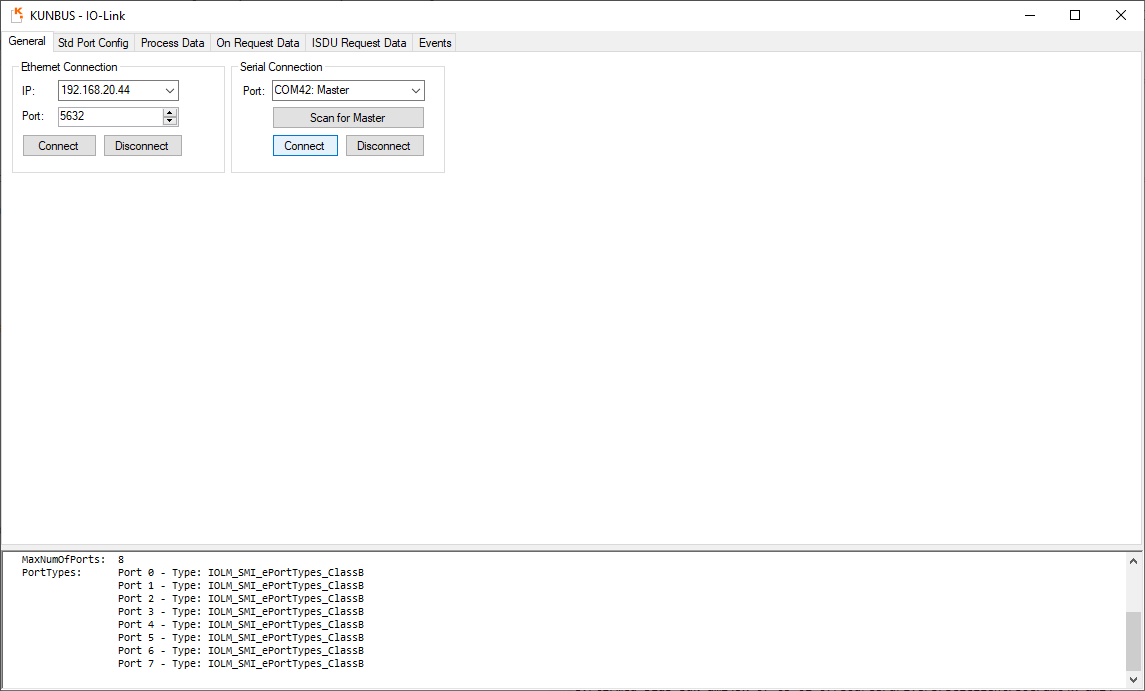 KUNBUS - IO-Link
General Std Port Config Process Data On Request Data ISDU Request Data Events
Ethernet Connection
IP: 192.168.20.44
Port: 5632
Connect Disconnect
Serial Connection
Port: COM42: Master
Scan for Master
Connect Disconnect
MaxNumOfPorts: 8
PortTypes: Port 0 - Type: IOLM_SMI_ePortTypes_ClassB
Port 1 - Type: IOLM_SMI_ePortTypes_ClassB
Port 2 - Type: IOLM_SMI_ePortTypes_ClassB
Port 3 - Type: IOLM_SMI_ePortTypes_ClassB
Port 4 - Type: IOLM_SMI_ePortTypes_ClassB
Port 5 - Type: IOLM_SMI_ePortTypes_ClassB
Port 6 - Type: IOLM_SMI_ePortTypes_ClassB
Port 7 - Type: IOLM_SMI_ePortTypes_ClassB